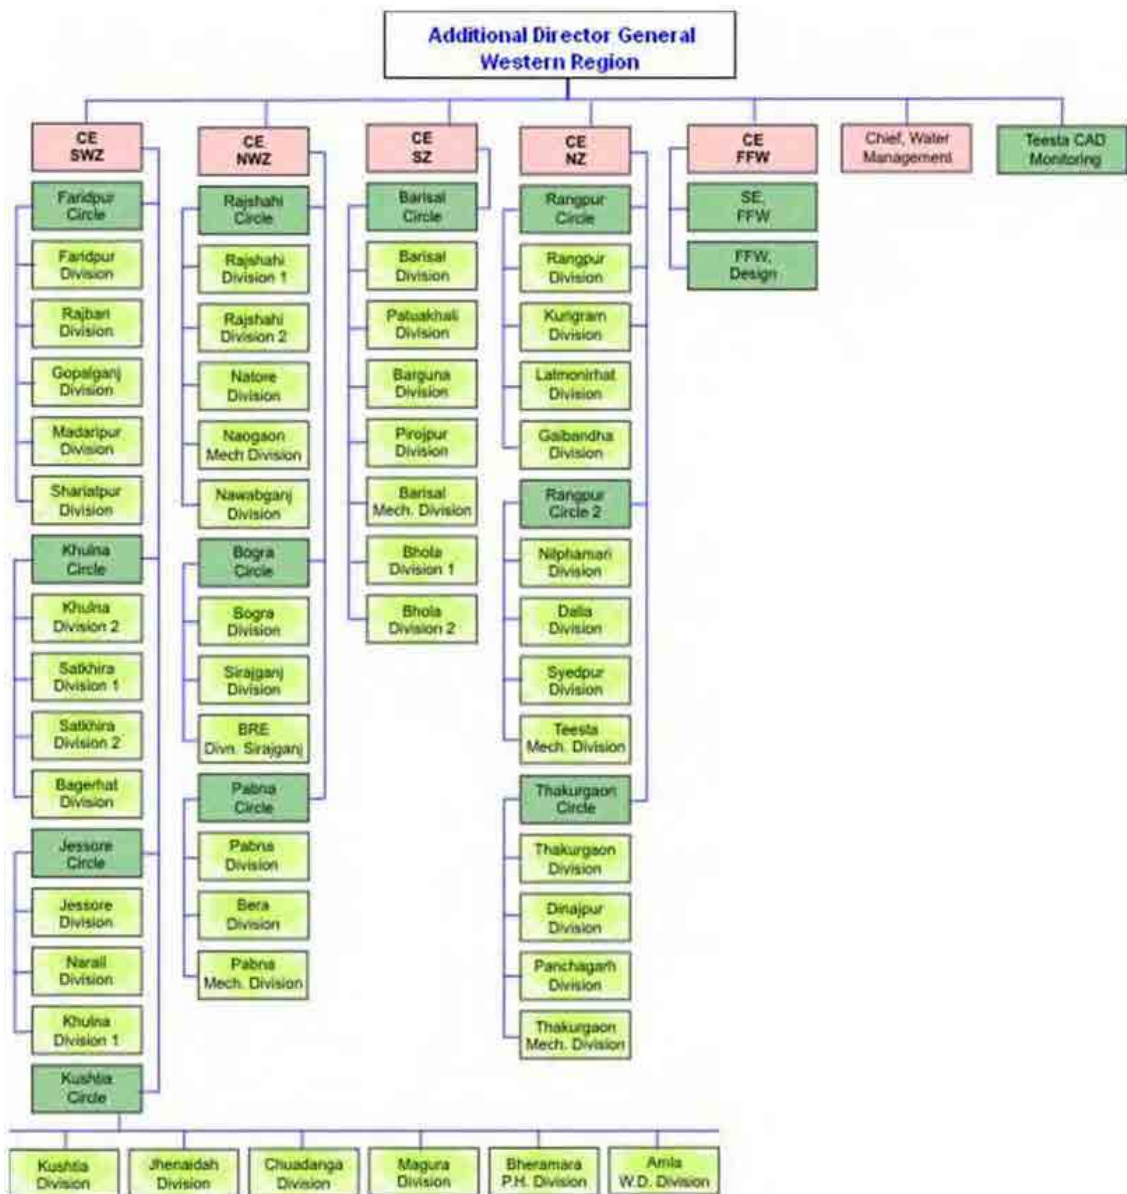 Additional Director General
Western Region
CE
SWZ
Faridpur
Circle
Faridpur
Division
Rajbari
Division
Gopalganj
Division
Madaripur
Division
Shariatpur
Division
Khulna
Circle
Khulna
Division 2
Satkhira
Division 1
Satkhira
Division 2
Bagerhat
Division
Jessore
Circle
Jessore
Division
Narail
Division
Khulna
Division 1
Kushtia
Circle
Kushtia
Division
Jhenaidah
Division
Chuadanga
Division
Magura
Division
Bheramara
P.H. Division
Amla
W.D. Division
CE
NWZ
Rajshahi
Circle
Rajshahi
Division 1
Rajshahi
Division 2
Natore
Division
Naogaon
Mech Division
Nawabganj
Division
Bogra
Circle
Bogra
Division
Sirajganj
Division
BRE
Divn. Sirajganj
Pabna
Circle
Pabna
Division
Bera
Division
Pabna
Mech. Division
CE
SZ
Barisal
Circle
Barisal
Division
Patuakhali
Division
Barguna
Division
Pirojpur
Division
Barisal
Mech. Division
Bhola
Division 1
Bhola
Division 2
CE
NZ
Rangpur
Circle
Rangpur
Division
Kurigram
Division
Lalmonirhat
Division
Gaibandha
Division
Rangpur
Circle 2
Nilphamari
Division
Dalia
Division
Syedpur
Division
Teesta
Mech. Division
Thakurgaon
Circle
Thakurgaon
Division
Dinajpur
Division
Panchagarh
Division
Thakurgaon
Mech. Division
CE
FFW
SE,
FFW
FFW,
Design
Chief, Water
Management
Teesta CAD
Monitoring